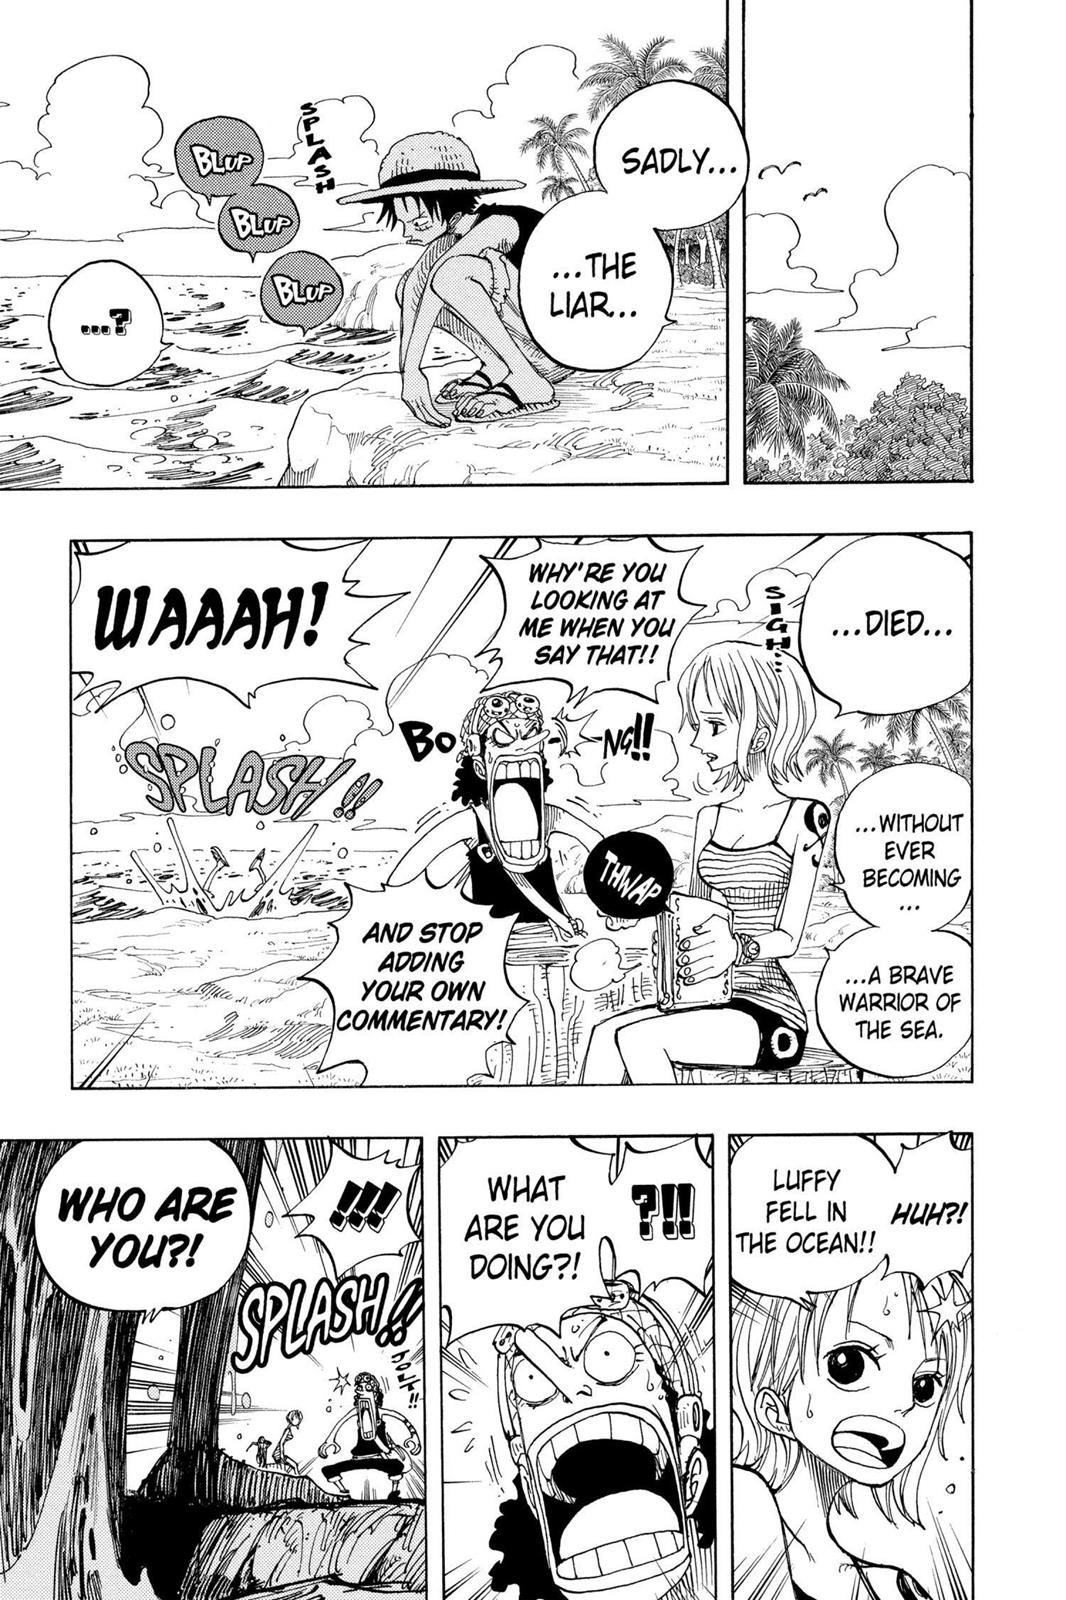 SADLY...
...THE
LIAR...
SPLASH
BLUP
BLUP
BLUP
...?
...DIED...
SIGH...
...WITHOUT
EVER
BECOMING
...
...A BRAVE
WARRIOR OF
THE SEA.
THWAP
WHY'RE YOU
LOOKING AT
ME WHEN YOU
SAY THAT!!
BO
NG!!
AND STOP
ADDING
YOUR OWN
COMMENTARY!
WAAAH!
SPLASH!!
HUH?!
LUFFY
FELL IN
THE OCEAN!!
?!!
WHAT
ARE YOU
DOING?!
!!!
SPLASH!!
WHO ARE
YOU?!